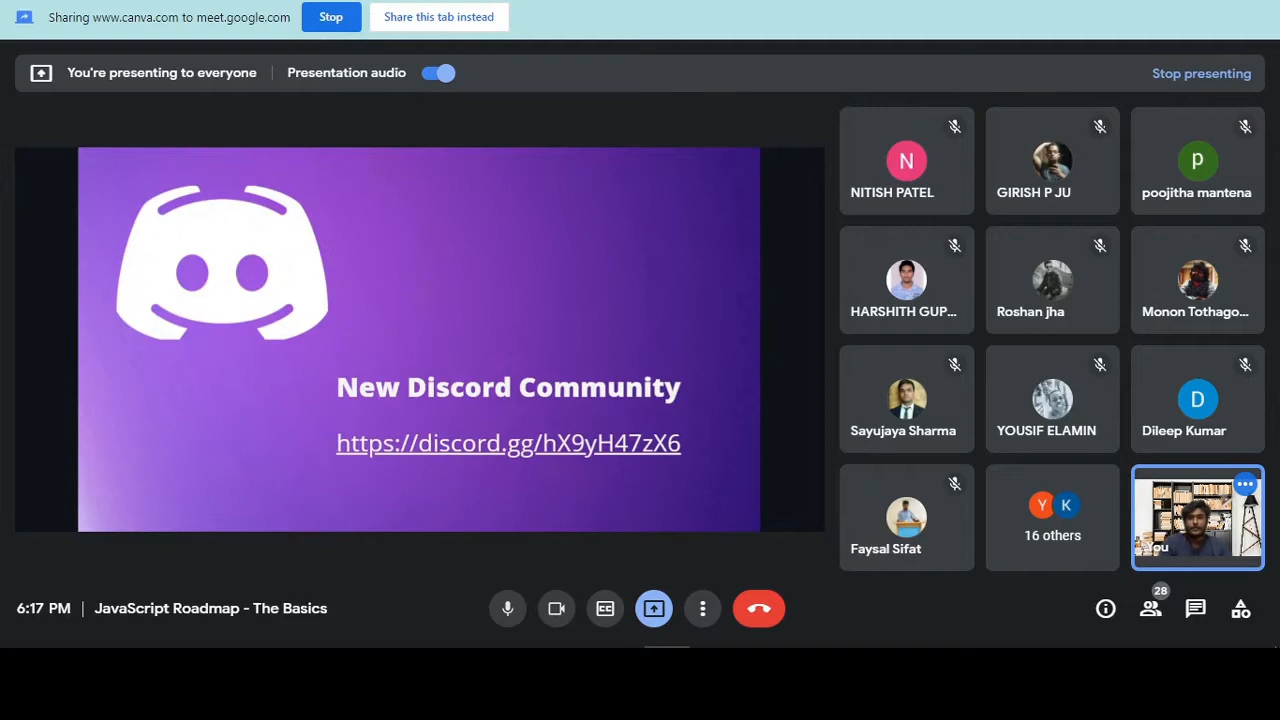 Sharing www.canva.com to meet.google.com
Stop
Share this tab instead
You're presenting to everyone
Presentation audio
Stop presenting
New Discord Community
https://discord.gg/hX9yH47zX6
N
NITISH PATEL
GIRISH P JU
p
poojitha mantena
HARSHITH GUP...
Roshan jha
Monon Tothago...
Sayujaya Sharma
YOUSIF ELAMIN
D
Dileep Kumar
Faysal Sifat
Y K
16 others
You
6:17 PM | JavaScript Roadmap - The Basics
CC
28